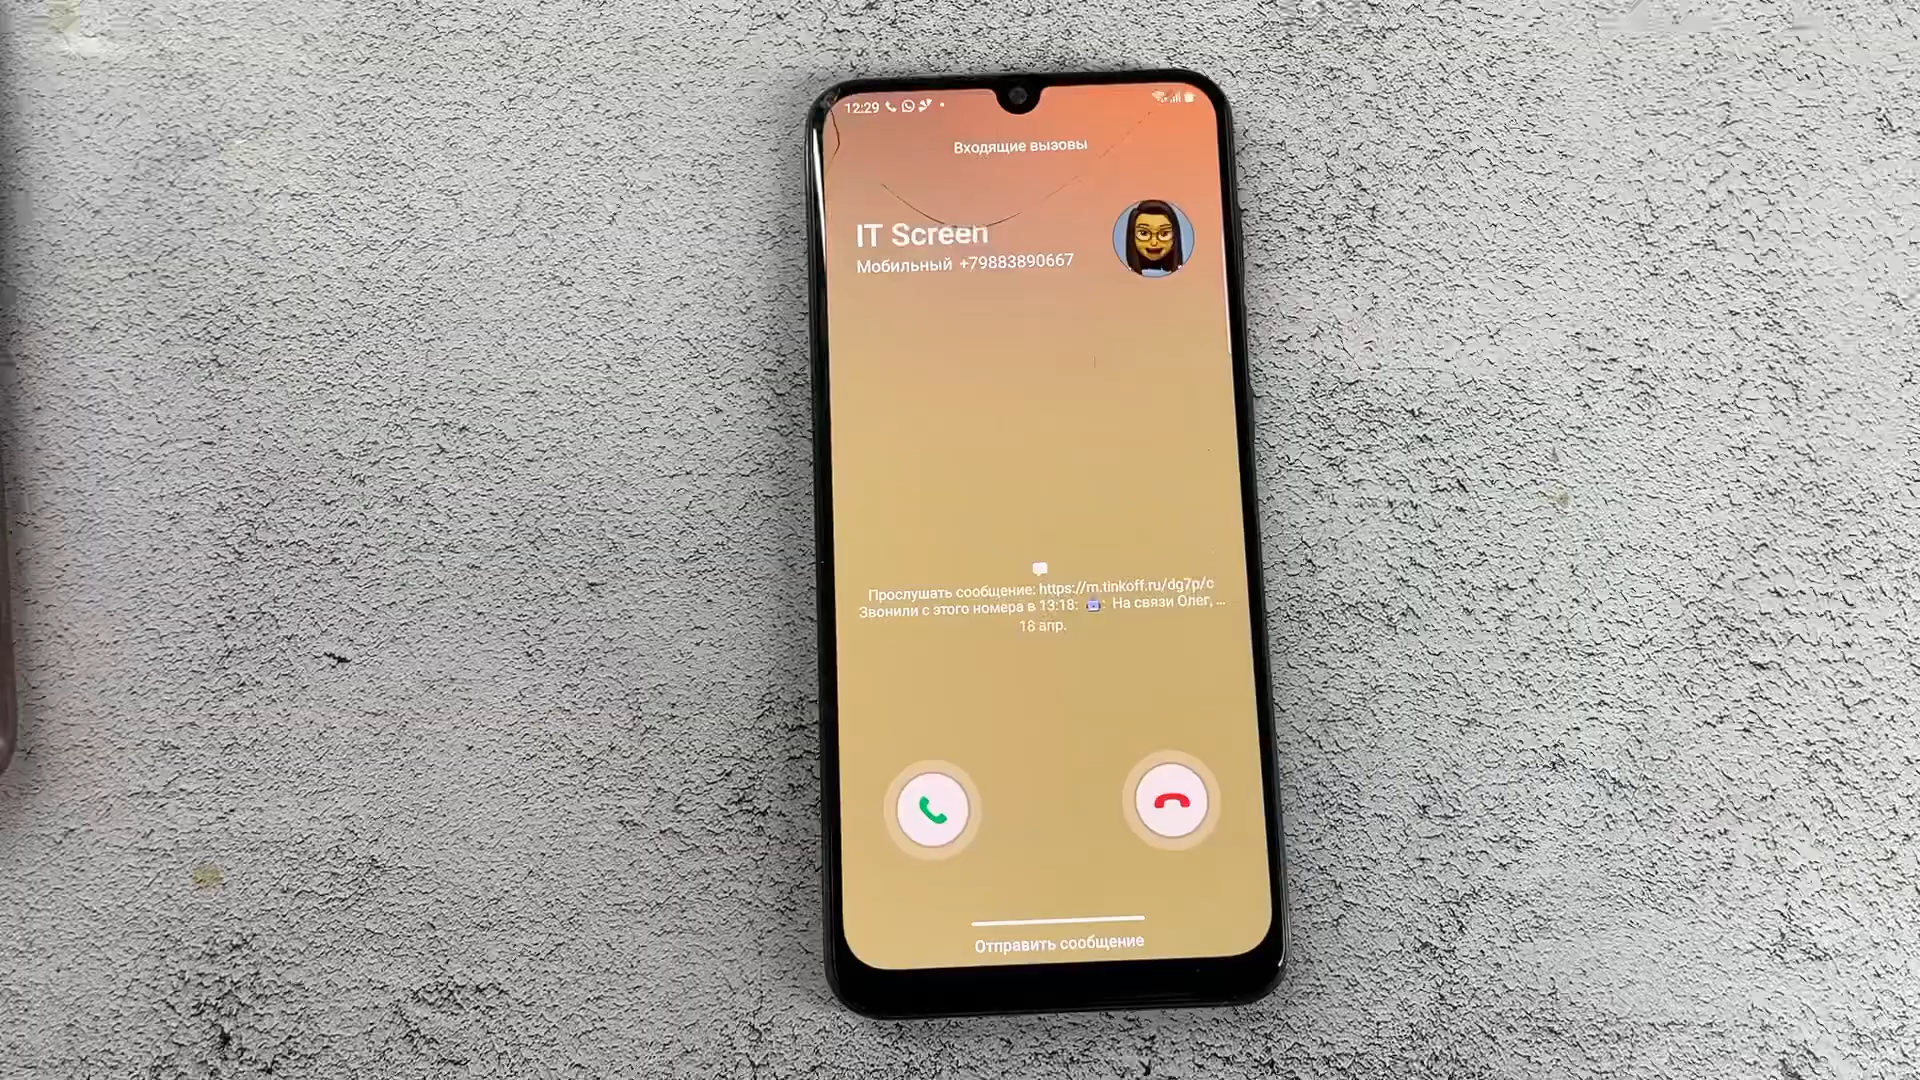 12:29
Входящие вызовы
IT Screen
Мобильный +79883890667
Прослушать сообщение: https://m.tinkoff.ru/dg7p/c
Звонили с этого номера в 13:18: На связи Олег, ...
18 апр.
Отправить сообщение